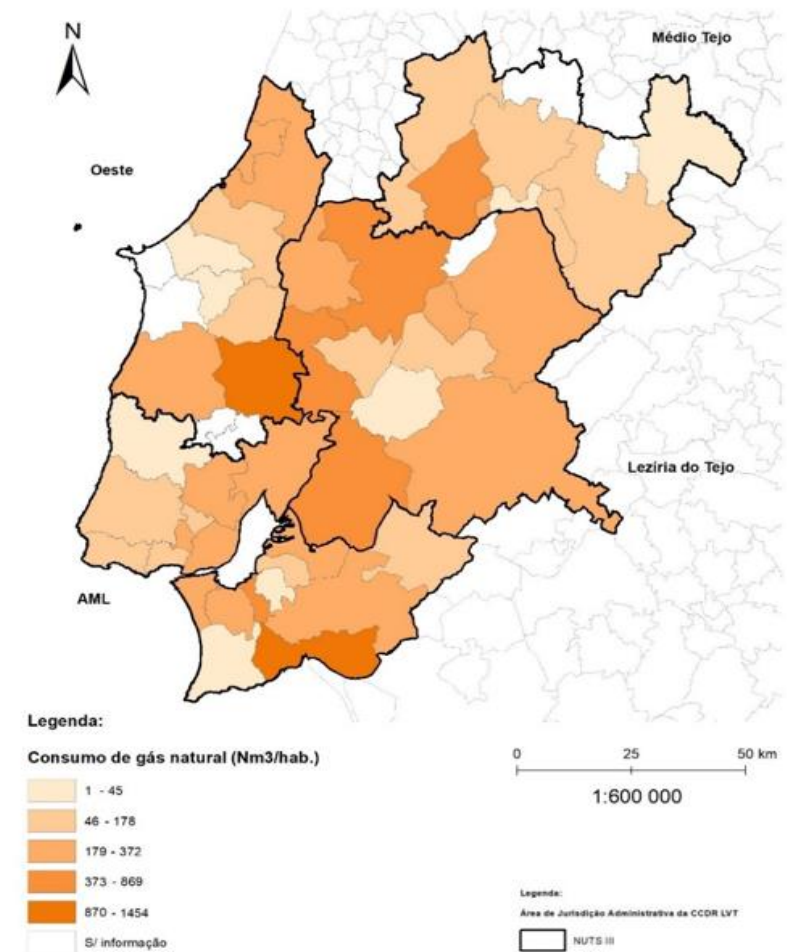 N
Médio Tejo
Oeste
Lezíria do Tejo
AML
Legenda:
Consumo de gás natural (Nm3/hab.)
1 - 45
46 - 178
179 - 372
373 - 869
870 - 1454
S/ informação
0 25 50 km
1:600 000
Legenda:
Área de Jurisdição Administrativa da CCDR LVT
NUTS III